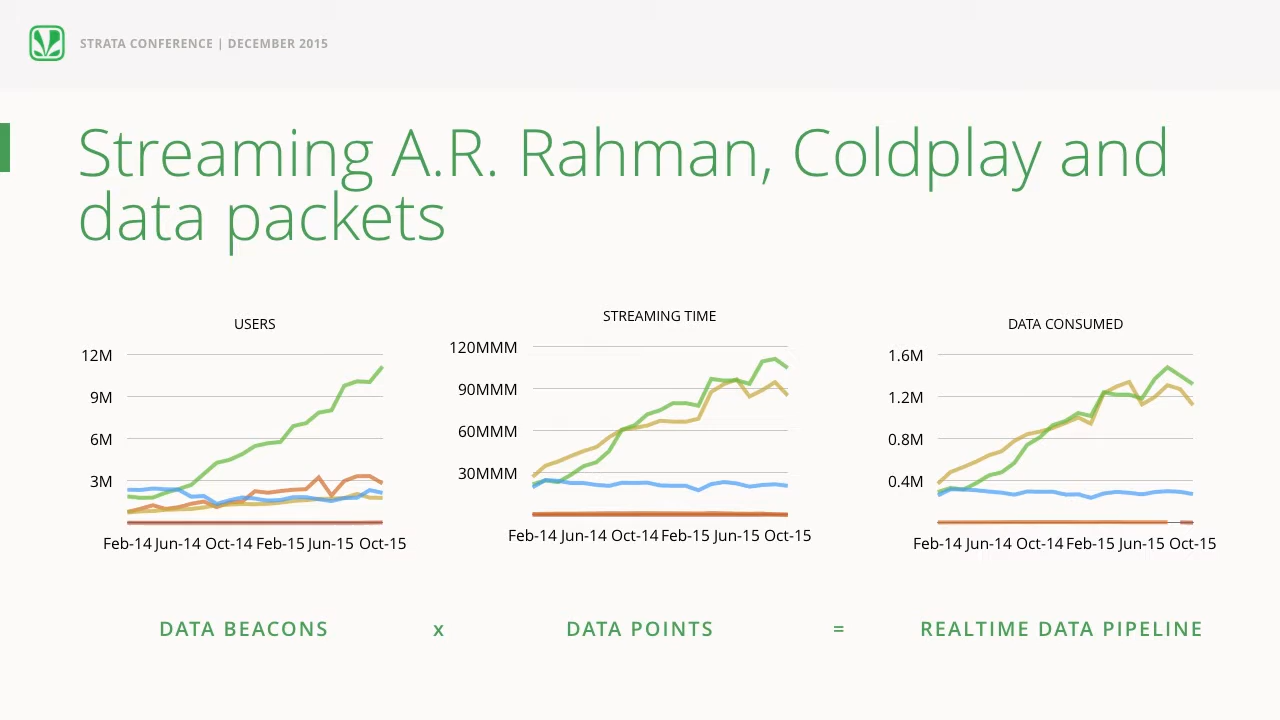 STRATA CONFERENCE | DECEMBER 2015
Streaming A.R. Rahman, Coldplay and
data packets
USERS
12M
9M
6M
3M
Feb-14 Jun-14 Oct-14 Feb-15 Jun-15 Oct-15
STREAMING TIME
120MMM
90MMM
60MMM
30MMM
Feb-14 Jun-14 Oct-14 Feb-15 Jun-15 Oct-15
DATA CONSUMED
1.6M
1.2M
0.8M
0.4M
Feb-14 Jun-14 Oct-14 Feb-15 Jun-15 Oct-15
DATA BEACONS x DATA POINTS = REALTIME DATA PIPELINE